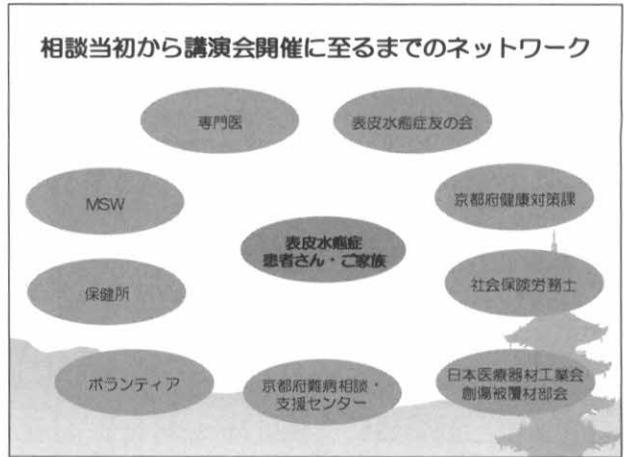 相談当初から講演会開催に至るまでのネットワーク
専門医
表皮水疱症友の会
MSW
京都府健康対策課
表皮水疱症
患者さん・ご家族
保健所
社会保険労務士
ボランティア
京都府難病相談・
支援センター
日本医療器材工業会
創傷被覆材部会